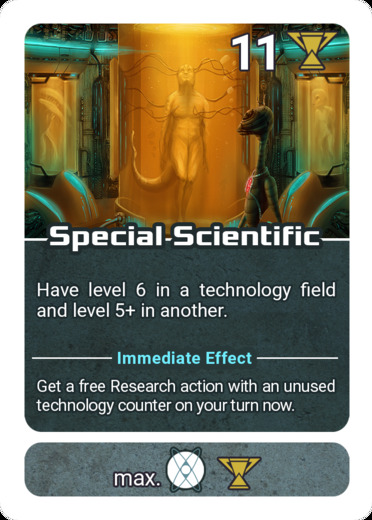 11
Special Scientific
Have level 6 in a technology field
and level 5+ in another.
Immediate Effect
Get a free Research action with an unused
technology counter on your turn now.
max.